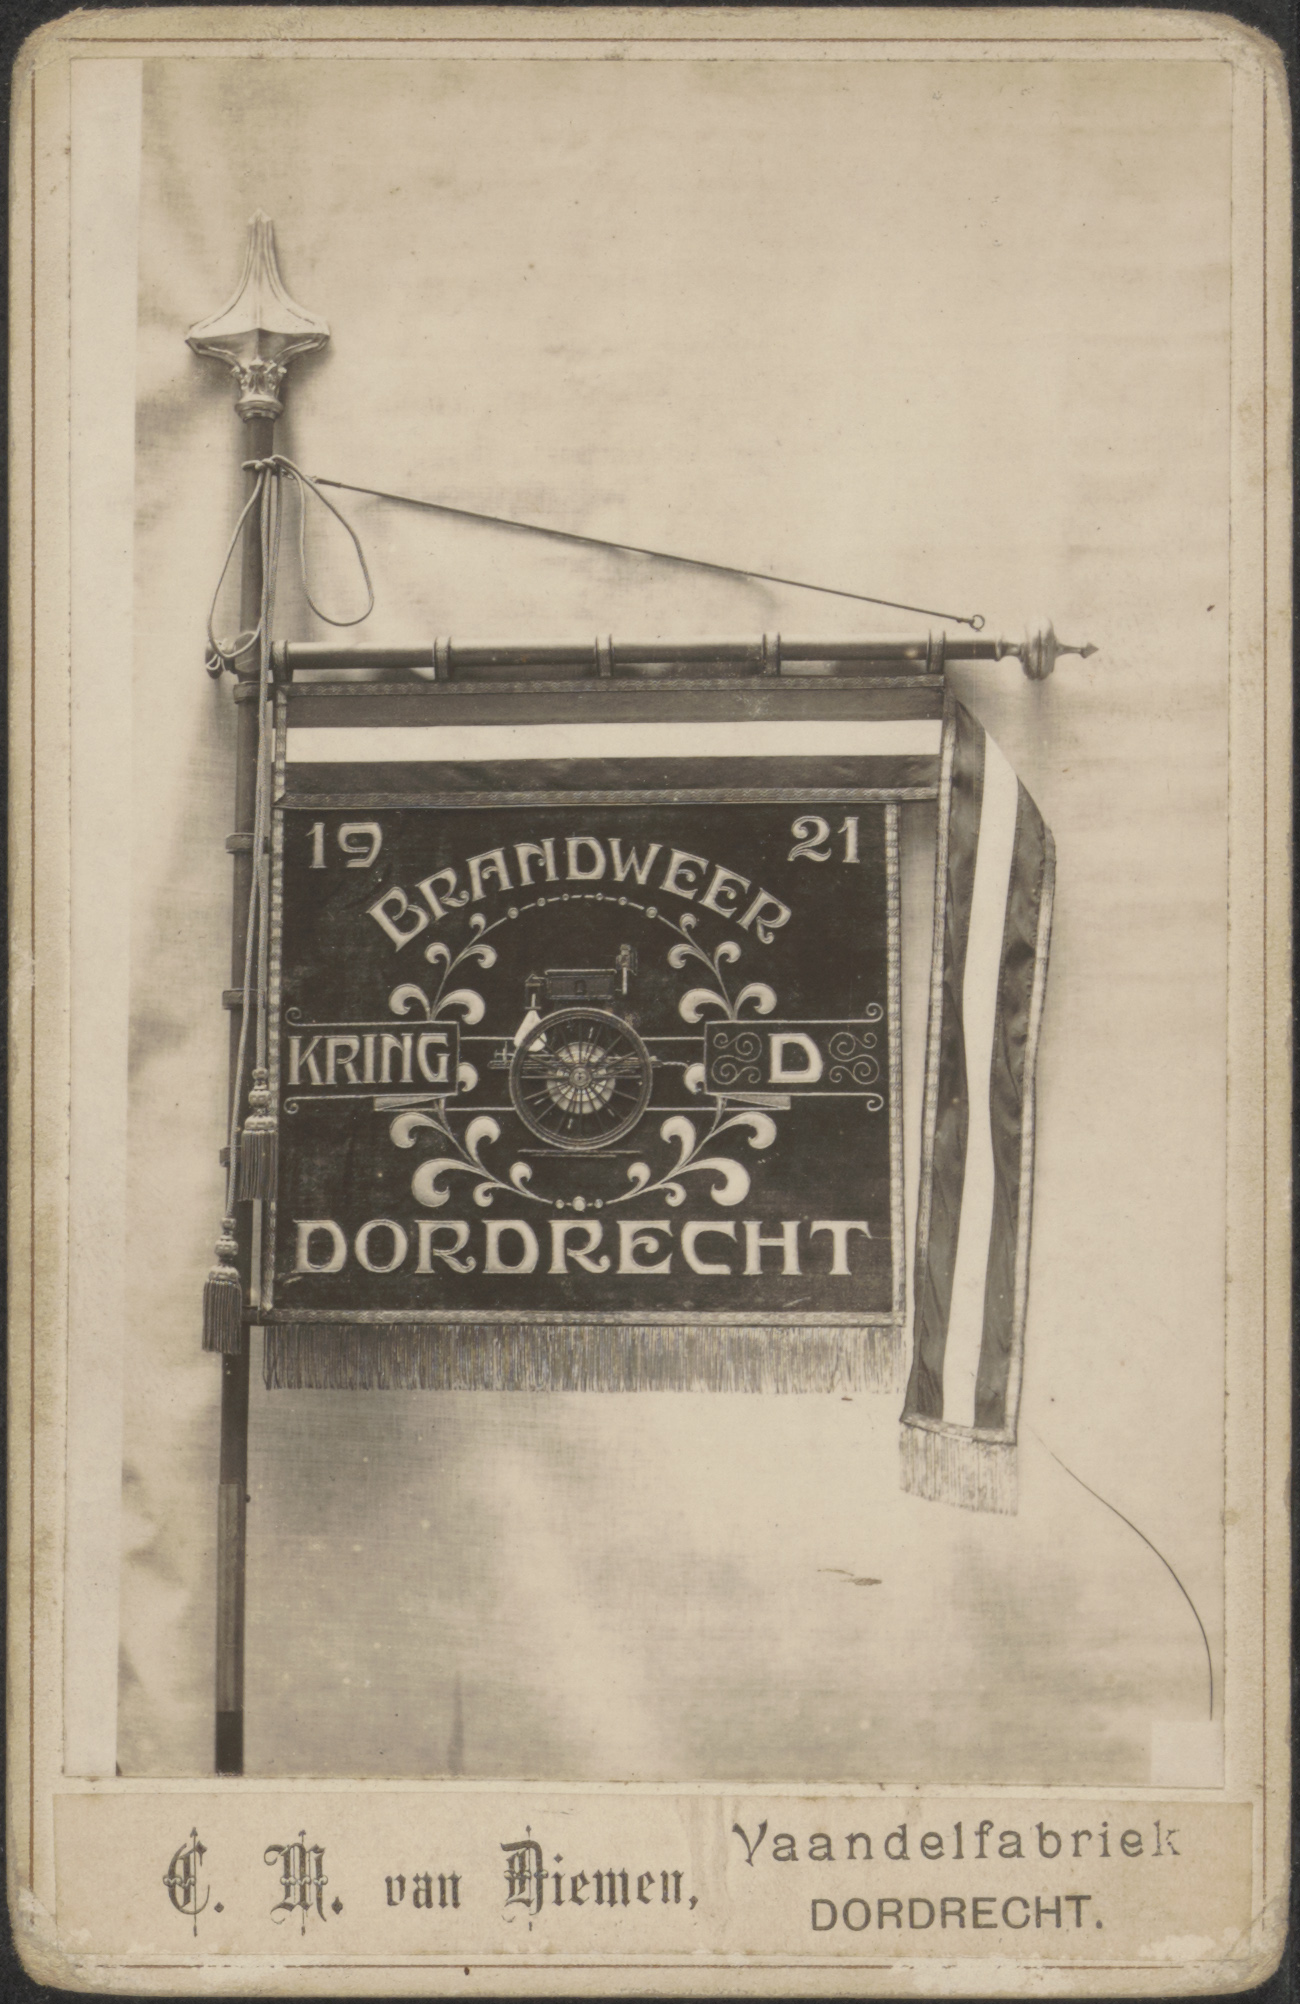 19 21
BRANDWEER
KRING D
DORDRECHT
C. M. van Diemen, Vaandelfabriek
DORDRECHT.